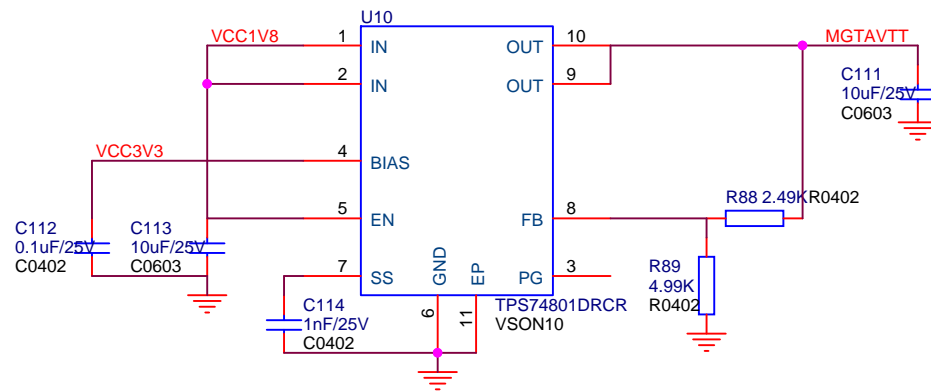 U10
VCC1V8
1
IN
OUT
10
MGTAVTT
2
IN
OUT
9
C111
10uF/25V
C0603
VCC3V3
4
BIAS
R88 2.49KR0402
5
EN
FB
8
C112
0.1uF/25V
C0402
C113
10uF/25V
C0603
7
SS
GND
EP
PG
3
R89
4.99K
R0402
C114
1nF/25V
C0402
6
11
TPS74801DRCR
VSON10